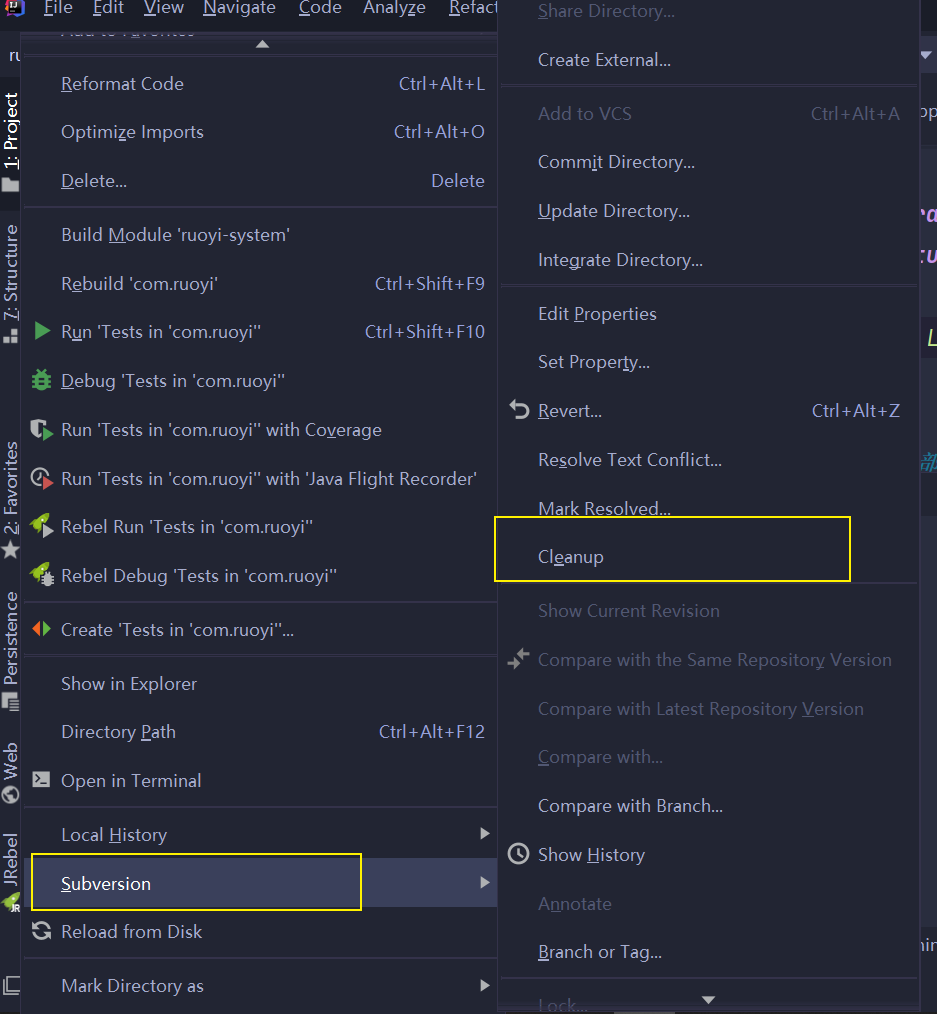 File Edit View Navigate Code Analyze Refact
1: Project
7: Structure
2: Favorites
Persistence
Web
JRebel
Reformat Code Ctrl+Alt+L
Optimize Imports Ctrl+Alt+O
Delete... Delete
Build Module 'ruoyi-system'
Rebuild 'com.ruoyi' Ctrl+Shift+F9
Run 'Tests in 'com.ruoyi'' Ctrl+Shift+F10
Debug 'Tests in 'com.ruoyi''
Run 'Tests in 'com.ruoyi'' with Coverage
Run 'Tests in 'com.ruoyi'' with 'Java Flight Recorder'
Rebel Run 'Tests in 'com.ruoyi''
Rebel Debug 'Tests in 'com.ruoyi''
Create 'Tests in 'com.ruoyi''...
Show in Explorer
Directory Path Ctrl+Alt+F12
Open in Terminal
Local History
Subversion
Reload from Disk
Mark Directory as
Share Directory...
Create External...
Add to VCS Ctrl+Alt+A
Commit Directory...
Update Directory...
Integrate Directory...
Edit Properties
Set Property...
Revert... Ctrl+Alt+Z
Resolve Text Conflict...
Mark Resolved...
Cleanup
Show Current Revision
Compare with the Same Repository Version
Compare with Latest Repository Version
Compare with...
Compare with Branch...
Show History
Annotate
Branch or Tag...
Lock...